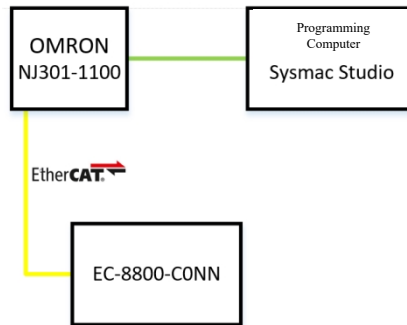 OMRON
NJ301-1100
Programming
Computer
Sysmac Studio
EtherCAT.
EC-8800-C0NN